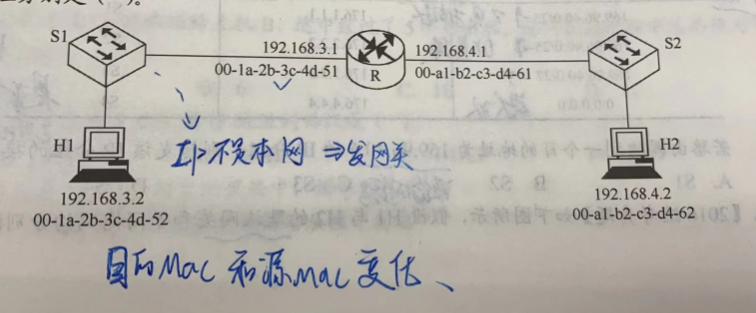 S1
192.168.3.1
00-1a-2b-3c-4d-51
R
192.168.4.1
00-a1-b2-c3-d4-61
S2
IP不是本网 ⇒发网关
H1
192.168.3.2
00-1a-2b-3c-4d-52
H2
192.168.4.2
00-a1-b2-c3-d4-62
目的Mac 和源Mac 变化、